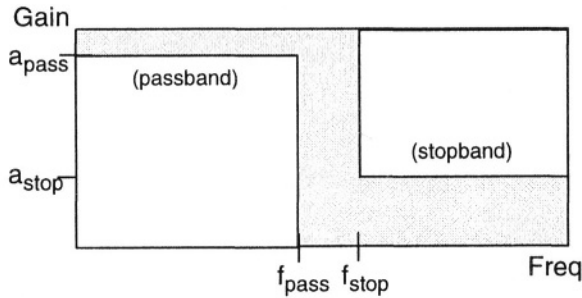 Gain
a_pass
(passband)
(stopband)
a_stop
f_pass f_stop
Freq